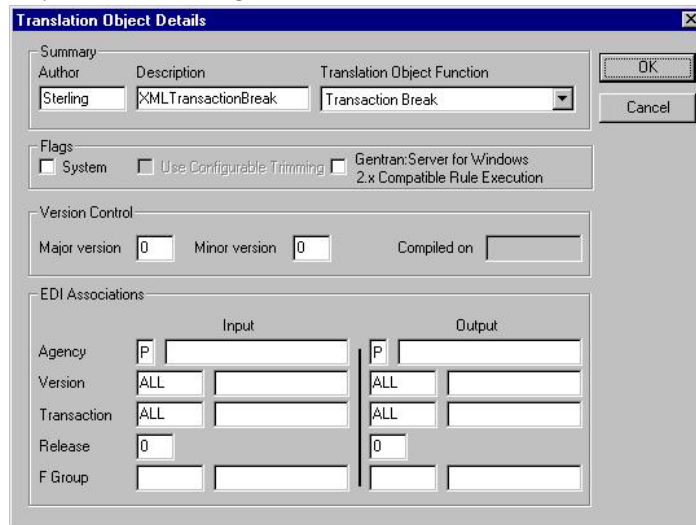 Translation Object Details
Summary
Author Description Translation Object Function
OK
Sterling XMLTransactionBreak Transaction Break
Cancel
Flags
System Use Configurable Trimming Gentran:Server for Windows
2.x Compatible Rule Execution
Version Control
Major version 0 Minor version 0 Compiled on
EDI Associations
Input Output
Agency P P
Version ALL ALL
Transaction ALL ALL
Release 0 0
F Group